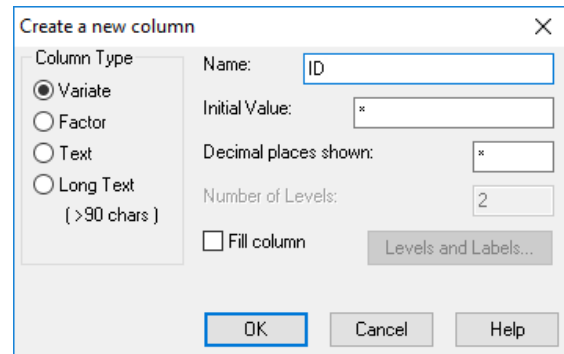 Create a new column
Column Type
Variate
Factor
Text
Long Text
( >90 chars )
Name: ID
Initial Value: *
Decimal places shown: *
Number of Levels: 2
Fill column
Levels and Labels...
OK Cancel Help